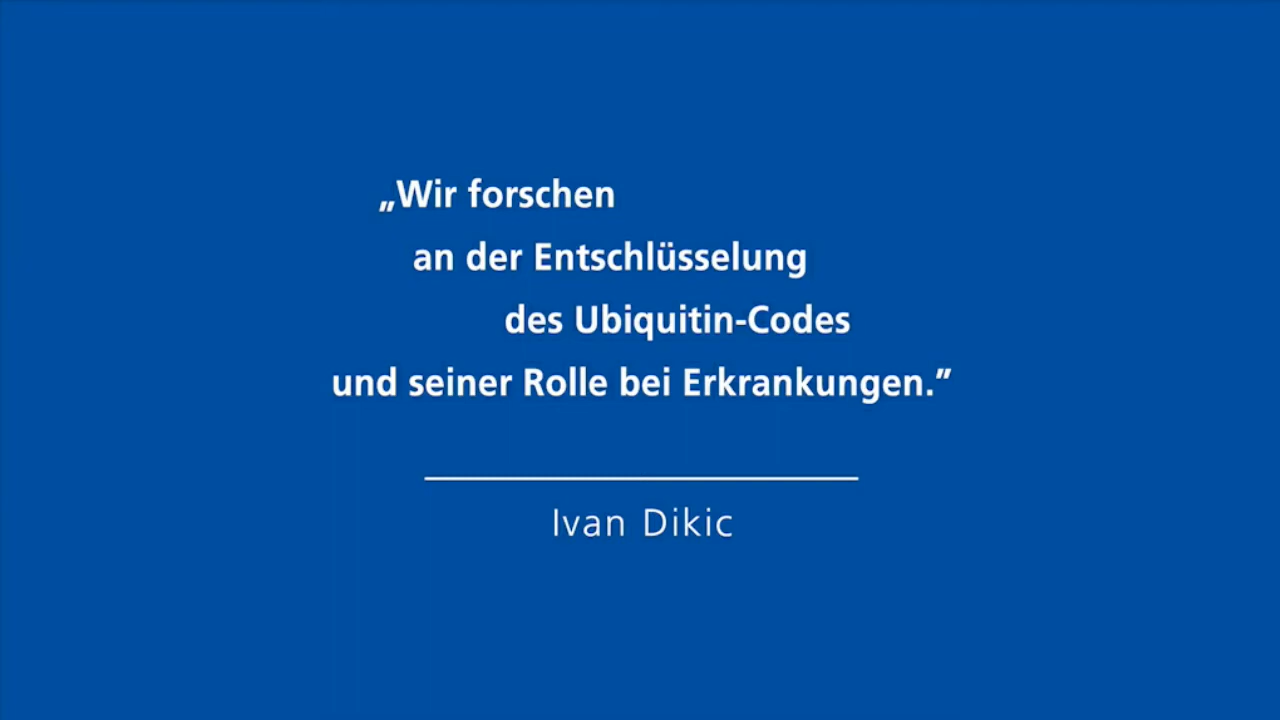 „Wir forschen
an der Entschlüsselung
des Ubiquitin-Codes
und seiner Rolle bei Erkrankungen.”
Ivan Dikic